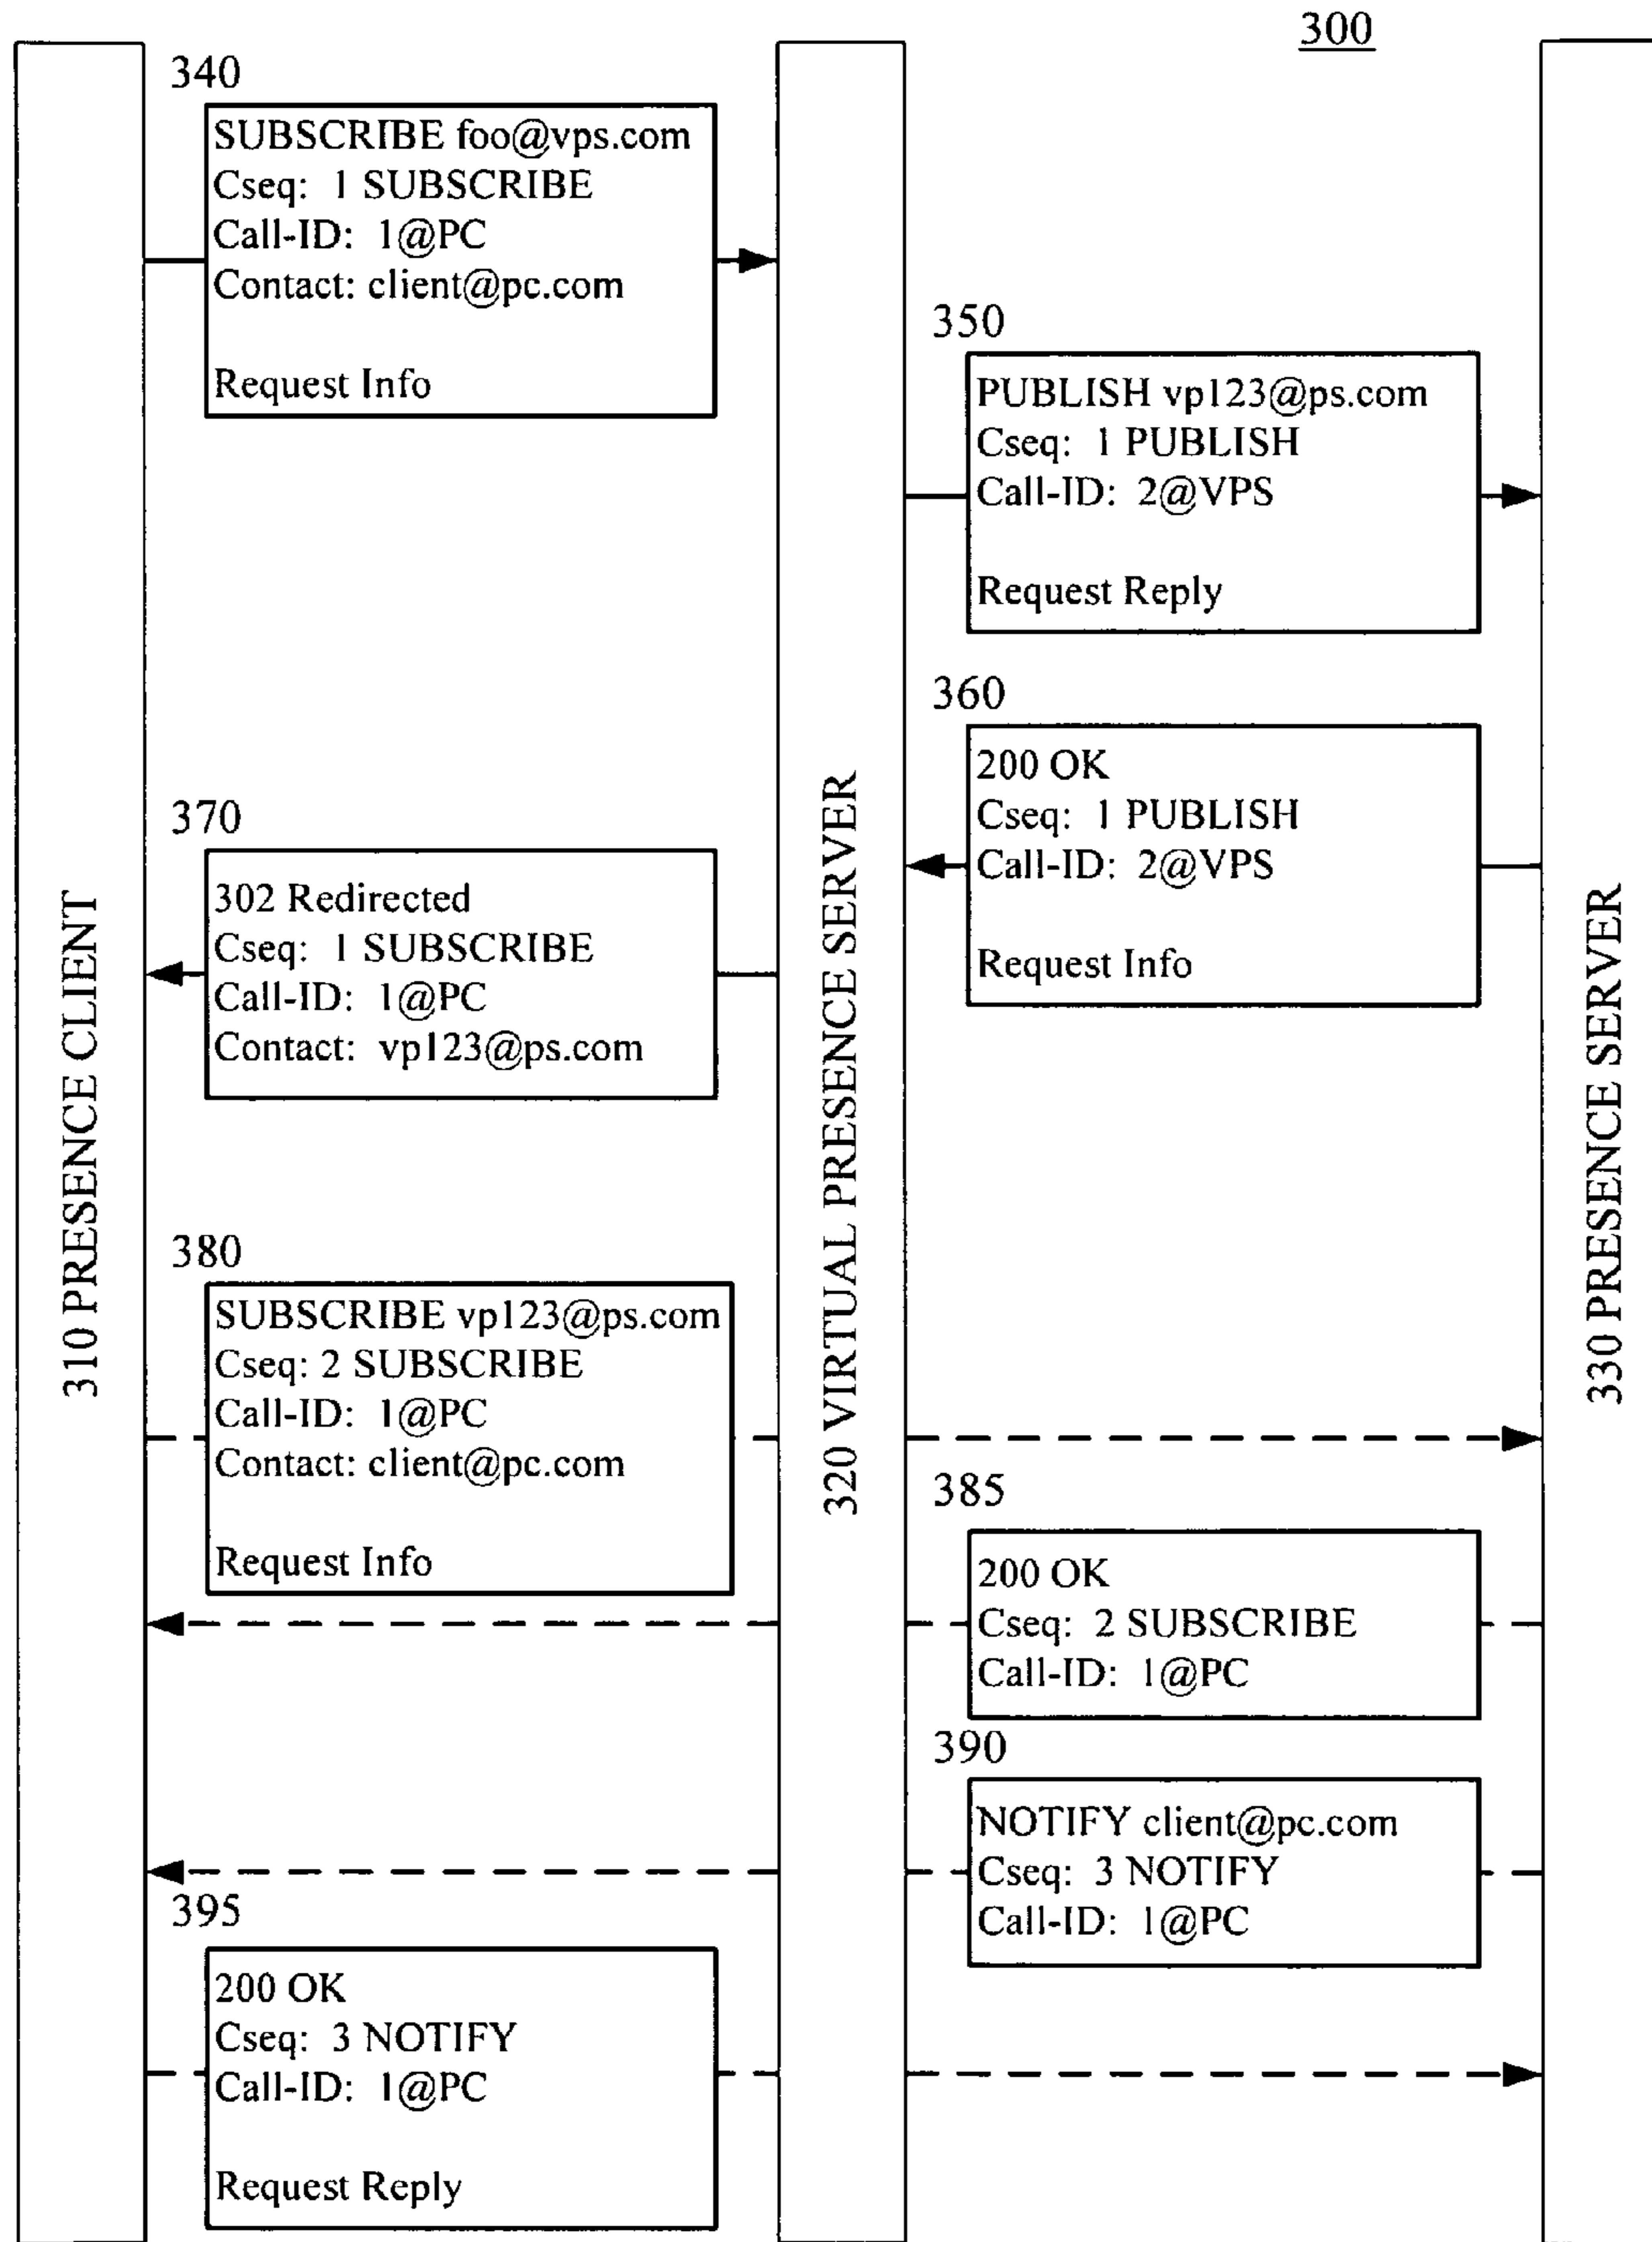 300
340
SUBSCRIBE foo@vps.com
Cseq: 1 SUBSCRIBE
Call-ID: 1@PC
Contact: client@pc.com
Request Info
350
PUBLISH vp123@ps.com
Cseq: 1 PUBLISH
Call-ID: 2@VPS
Request Reply
360
200 OK
Cseq: 1 PUBLISH
Call-ID: 2@VPS
Request Info
370
302 Redirected
Cseq: 1 SUBSCRIBE
Call-ID: 1@PC
Contact: vp123@ps.com
310 PRESENCE CLIENT
320 VIRTUAL PRESENCE SERVER
330 PRESENCE SERVER
380
SUBSCRIBE vp123@ps.com
Cseq: 2 SUBSCRIBE
Call-ID: 1@PC
Contact: client@pc.com
Request Info
385
200 OK
Cseq: 2 SUBSCRIBE
Call-ID: 1@PC
390
NOTIFY client@pc.com
Cseq: 3 NOTIFY
Call-ID: 1@PC
395
200 OK
Cseq: 3 NOTIFY
Call-ID: 1@PC
Request Reply